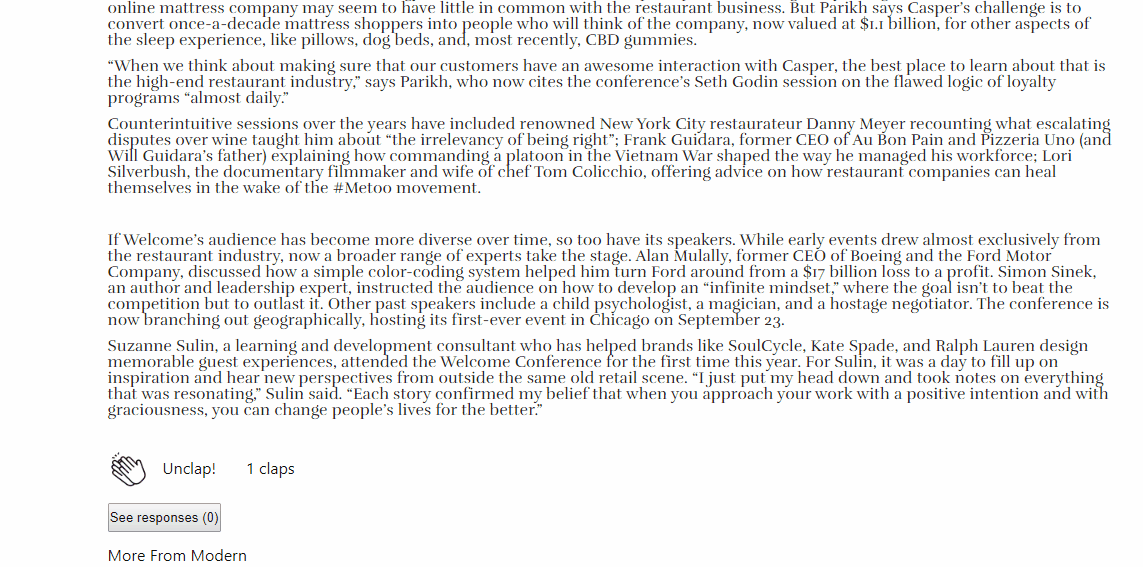 online mattress company may seem to have little in common with the restaurant business. But Parikh says Casper’s challenge is to
convert once-a-decade mattress shoppers into people who will think of the company, now valued at $1.1 billion, for other aspects of
the sleep experience, like pillows, dog beds, and, most recently, CBD gummies.
“When we think about making sure that our customers have an awesome interaction with Casper, the best place to learn about that is
the high-end restaurant industry,” says Parikh, who now cites the conference’s Seth Godin session on the flawed logic of loyalty
programs “almost daily.”
Counterintuitive sessions over the years have included renowned New York City restaurateur Danny Meyer recounting what escalating
disputes over wine taught him about “the irrelevancy of being right”; Frank Guidara, former CEO of Au Bon Pain and Pizzeria Uno (and
Will Guidara’s father) explaining how commanding a platoon in the Vietnam War shaped the way he managed his workforce; Lori
Silverbush, the documentary filmmaker and wife of chef Tom Colicchio, offering advice on how restaurant companies can heal
themselves in the wake of the #Metoo movement.
If Welcome’s audience has become more diverse over time, so too have its speakers. While early events drew almost exclusively from
the restaurant industry, now a broader range of experts take the stage. Alan Mulally, former CEO of Boeing and the Ford Motor
Company, discussed how a simple color-coding system helped him turn Ford around from a $17 billion loss to a profit. Simon Sinek,
an author and leadership expert, instructed the audience on how to develop an “infinite mindset,” where the goal isn’t to beat the
competition but to outlast it. Other past speakers include a child psychologist, a magician, and a hostage negotiator. The conference is
now branching out geographically, hosting its first-ever event in Chicago on September 23.
Suzanne Sulin, a learning and development consultant who has helped brands like SoulCycle, Kate Spade, and Ralph Lauren design
memorable guest experiences, attended the Welcome Conference for the first time this year. For Sulin, it was a day to fill up on
inspiration and hear new perspectives from outside the same old retail scene. “I just put my head down and took notes on everything
that was resonating,” Sulin said. “Each story confirmed my belief that when you approach your work with a positive intention and with
graciousness, you can change people’s lives for the better.”
Unclap! 1 claps
See responses (0)
More From Modern